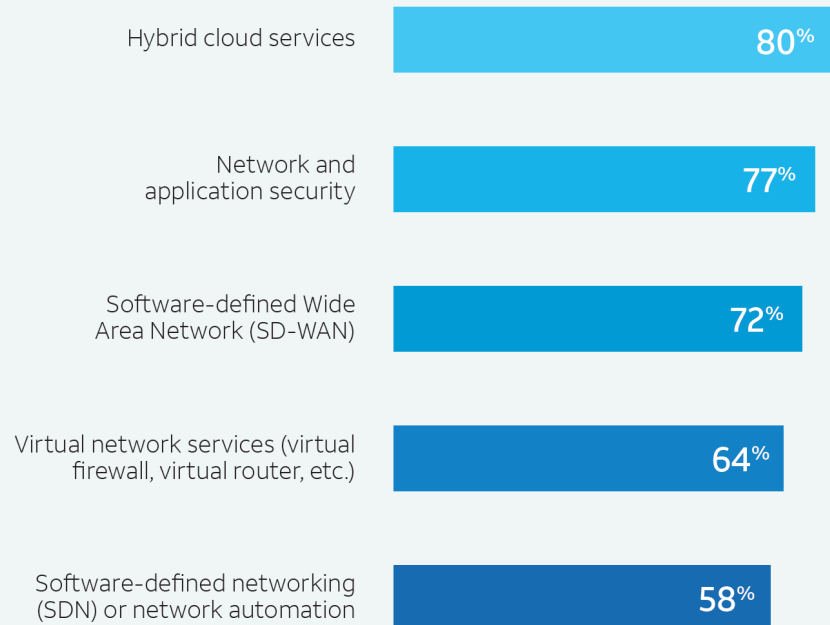 Hybrid cloud services
80%
Network and
application security
77%
Software-defined Wide
Area Network (SD-WAN)
72%
Virtual network services (virtual
firewall, virtual router, etc.)
64%
Software-defined networking
(SDN) or network automation
58%